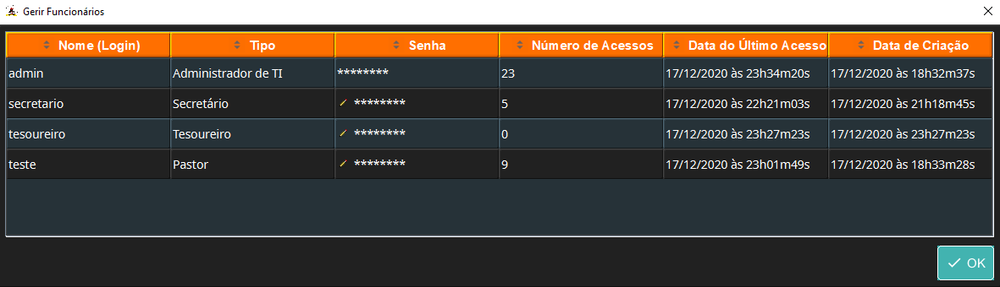 Gerir Funcionários
Nome (Login) Tipo Senha Número de Acessos Data do Último Acesso Data de Criação
admin Administrador de TI ******** 23 17/12/2020 às 23h34m20s 17/12/2020 às 18h32m37s
secretario Secretário ******** 5 17/12/2020 às 22h21m03s 17/12/2020 às 21h18m45s
tesoureiro Tesoureiro ******** 0 17/12/2020 às 23h27m23s 17/12/2020 às 23h27m23s
teste Pastor ******** 9 17/12/2020 às 23h01m49s 17/12/2020 às 18h33m28s
OK